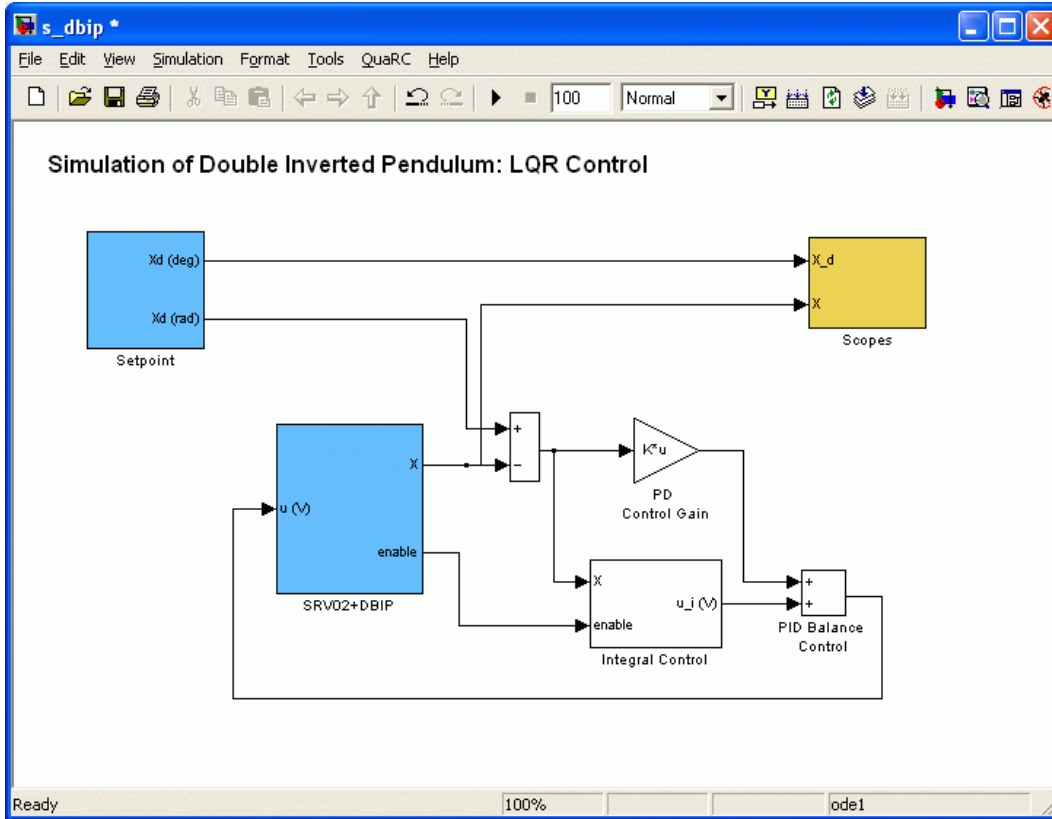 s_dbip *
File Edit View Simulation Format Tools QuaRC Help
100 Normal
Simulation of Double Inverted Pendulum: LQR Control
Xd (deg)
Xd (rad)
Setpoint
X_d
X
Scopes
X
u (V)
enable
SRV02+DBIP
+
−
K*u
PD
Control Gain
X
enable
u_i (V)
Integral Control
+
+
PID Balance
Control
Ready 100% ode1